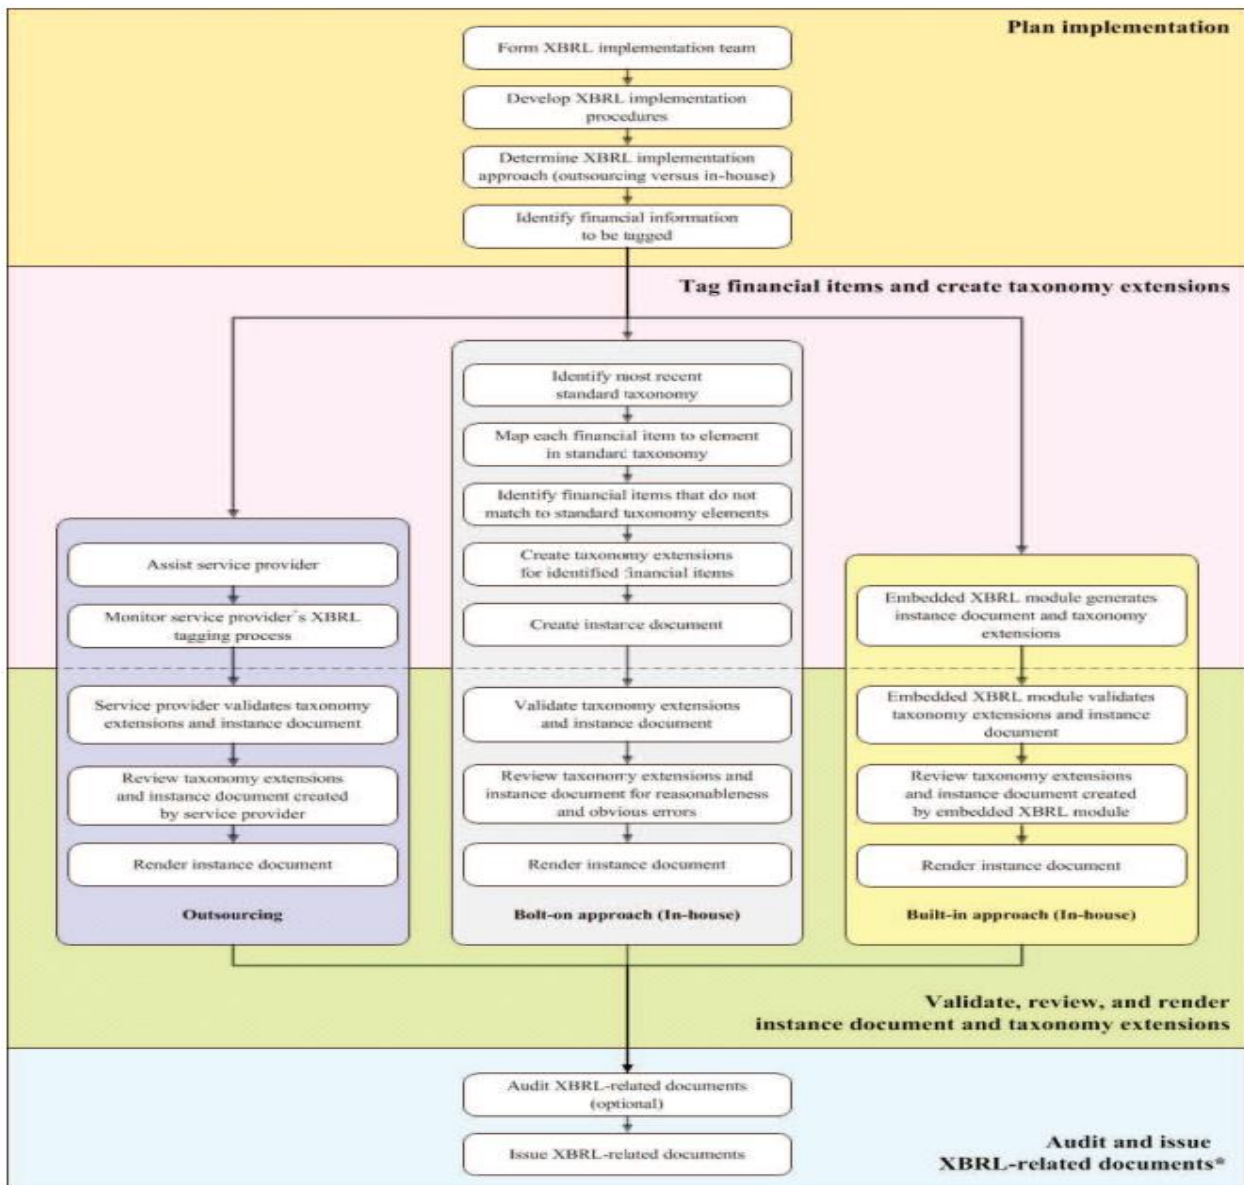 Plan implementation
Form XBRL implementation team
Develop XBRL implementation
procedures
Determine XBRL implementation
approach (outsourcing versus in-house)
Identify financial information
to be tagged
Tag financial items and create taxonomy extensions
Identify most recent
standard taxonomy
Map each financial item to element
in standard taxonomy
Identify financial items that do not
match to standard taxonomy elements
Create taxonomy extensions
for identified financial items
Create instance document
Validate taxonomy extensions
and instance document
Review taxonomy extensions and
instance document for reasonableness
and obvious errors
Render instance document
Bolt-on approach (In-house)
Assist service provider
Monitor service provider's XBRL
tagging process
Service provider validates taxonomy
extensions and instance document
Review taxonomy extensions
and instance document created
by service provider
Render instance document
Outsourcing
Embedded XBRL module generates
instance document and taxonomy
extensions
Embedded XBRL module validates
taxonomy extensions and instance
document
Review taxonomy extensions
and instance document created
by embedded XBRL module
Render instance document
Built-in approach (In-house)
Validate, review, and render
instance document and taxonomy extensions
Audit XBRL-related documents
(optional)
Issue XBRL-related documents
Audit and issue
XBRL-related documents*